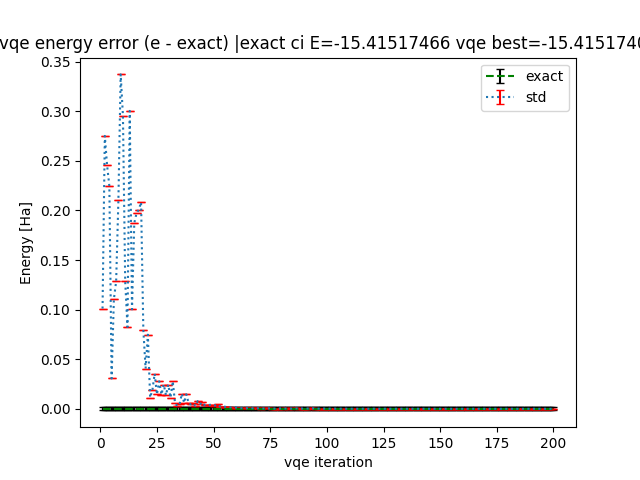 vqe energy error (e - exact) |exact ci E=-15.41517466 vqe best=-15.4151740
exact
std
Energy [Ha]
0.35
0.30
0.25
0.20
0.15
0.10
0.05
0.00
0 25 50 75 100 125 150 175 200
vqe iteration